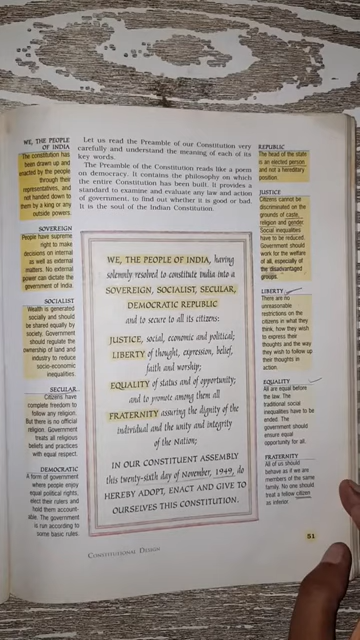 WE, THE PEOPLE
OF INDIA
The constitution has
been drawn up and
enacted by the people
through their
representatives, and
not handed down to
them by a king or any
outside powers.
SOVEREIGN
People have supreme
right to make
decisions on internal
as well as external
matters. No external
power can dictate the
government of India.
SOCIALIST
Wealth is generated
socially and should
be shared equally by
society. Government
should regulate the
ownership of land and
industry to reduce
socio-economic
inequalities.
SECULAR
Citizens have
complete freedom to
follow any religion.
But there is no official
religion. Government
treats all religious
beliefs and practices
with equal respect.
DEMOCRATIC
A form of government
where people enjoy
equal political rights,
elect their rulers and
hold them account-
able. The government
is run according to
some basic rules.
Let us read the Preamble of our Constitution very
carefully and understand the meaning of each of its
key words.
The Preamble of the Constitution reads like a poem
on democracy. It contains the philosophy on which
the entire Constitution has been built. It provides a
standard to examine and evaluate any law and action
of government, to find out whether it is good or bad.
It is the soul of the Indian Constitution.
WE, THE PEOPLE OF INDIA, having
solemnly resolved to constitute India into a
SOVEREIGN, SOCIALIST, SECULAR,
DEMOCRATIC REPUBLIC
and to secure to all its citizens:
JUSTICE, social, economic and political;
LIBERTY of thought, expression, belief,
faith and worship;
EQUALITY of status and of opportunity;
and to promote among them all
FRATERNITY assuring the dignity of the
individual and the unity and integrity
of the Nation;
IN OUR CONSTITUENT ASSEMBLY
this twenty-sixth day of November, 1949, do
HEREBY ADOPT, ENACT AND GIVE TO
OURSELVES THIS CONSTITUTION.
REPUBLIC
The head of the state
is an elected person
and not a hereditary
position.
JUSTICE
Citizens cannot be
discriminated on the
grounds of caste,
religion and gender.
Social inequalities
have to be reduced.
Government should
work for the welfare
of all, especially of
the disadvantaged
groups.
LIBERTY
There are no
unreasonable
restrictions on the
citizens in what they
think, how they wish
to express their
thoughts and the way
they wish to follow up
their thoughts in
action.
EQUALITY
All are equal before
the law. The
traditional social
inequalities have to be
ended. The
government should
ensure equal
opportunity for all.
FRATERNITY
All of us should
behave as if we are
members of the same
family. No one should
treat a fellow citizen
as inferior.
CONSTITUTIONAL DESIGN
51